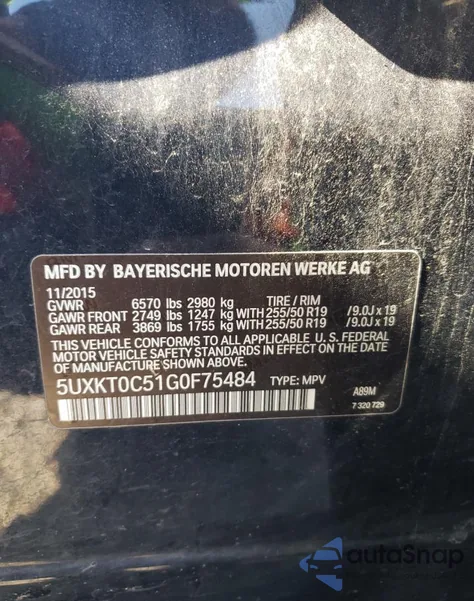 MFD BY BAYERISCHE MOTOREN WERKE AG
11/2015
GVWR 6570 lbs 2980 kg TIRE / RIM
GAWR FRONT 2749 lbs 1247 kg WITH 255/50 R19 /9.0J x 19
GAWR REAR 3869 lbs 1755 kg WITH 255/50 R19 /9.0J x 19
THIS VEHICLE CONFORMS TO ALL APPLICABLE U. S. FEDERAL
MOTOR VEHICLE SAFETY STANDARDS IN EFFECT ON THE DATE
OF MANUFACTURE SHOWN ABOVE.
5UXKT0C51G0F75484 TYPE: MPV
A89M
7 320 729
autoSnap